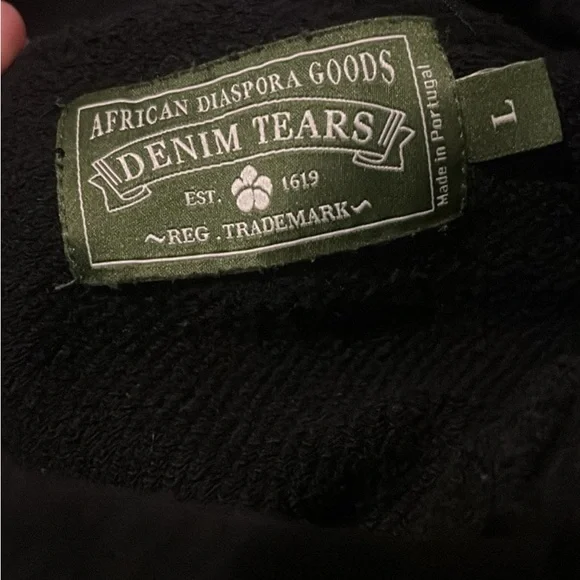 AFRICAN DIASPORA GOODS
DENIM TEARS
EST. 1619
~REG. TRADEMARK~
Made in Portugal
L